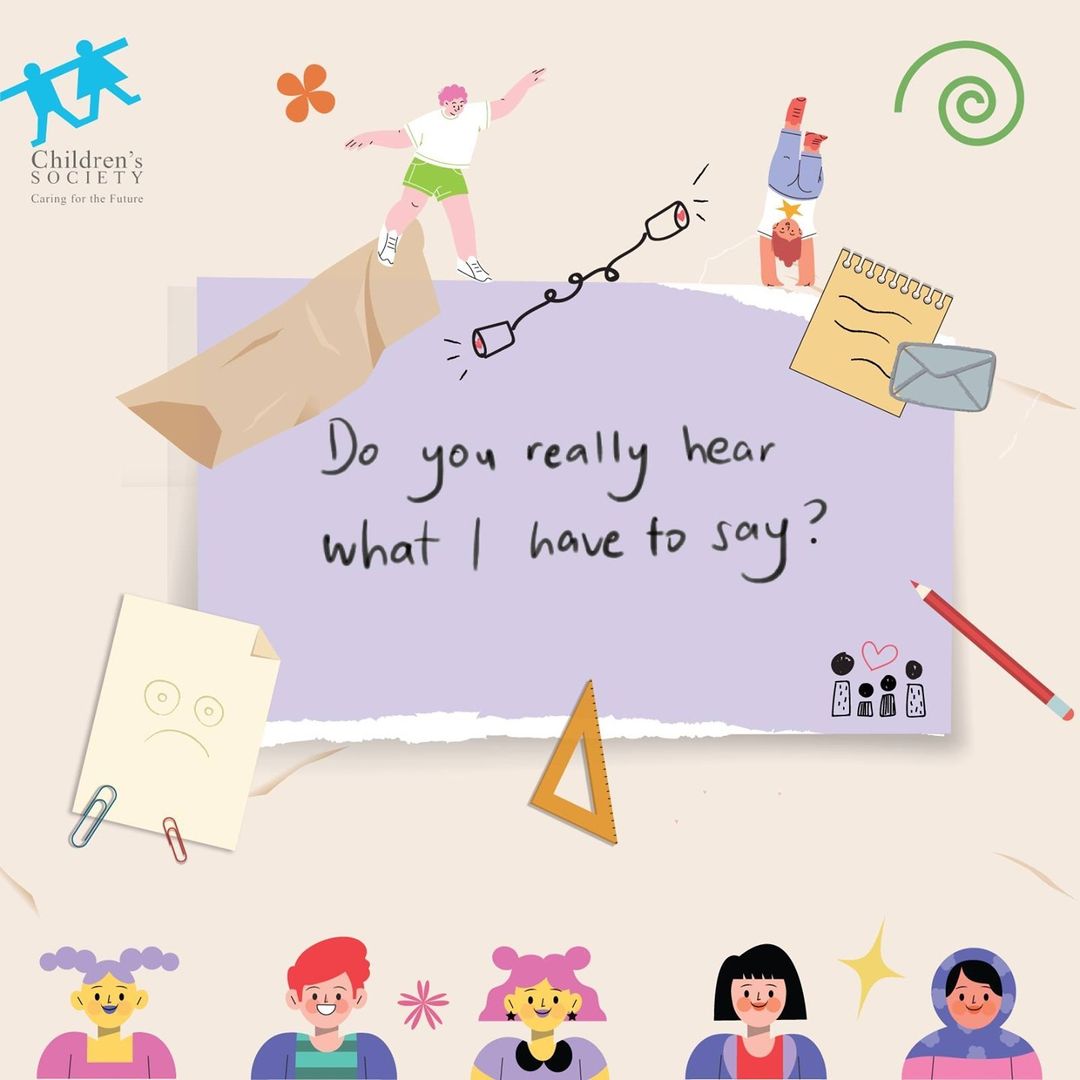 Children's
SOCIETY
Caring for the Future
Do you really hear
what I have to say?